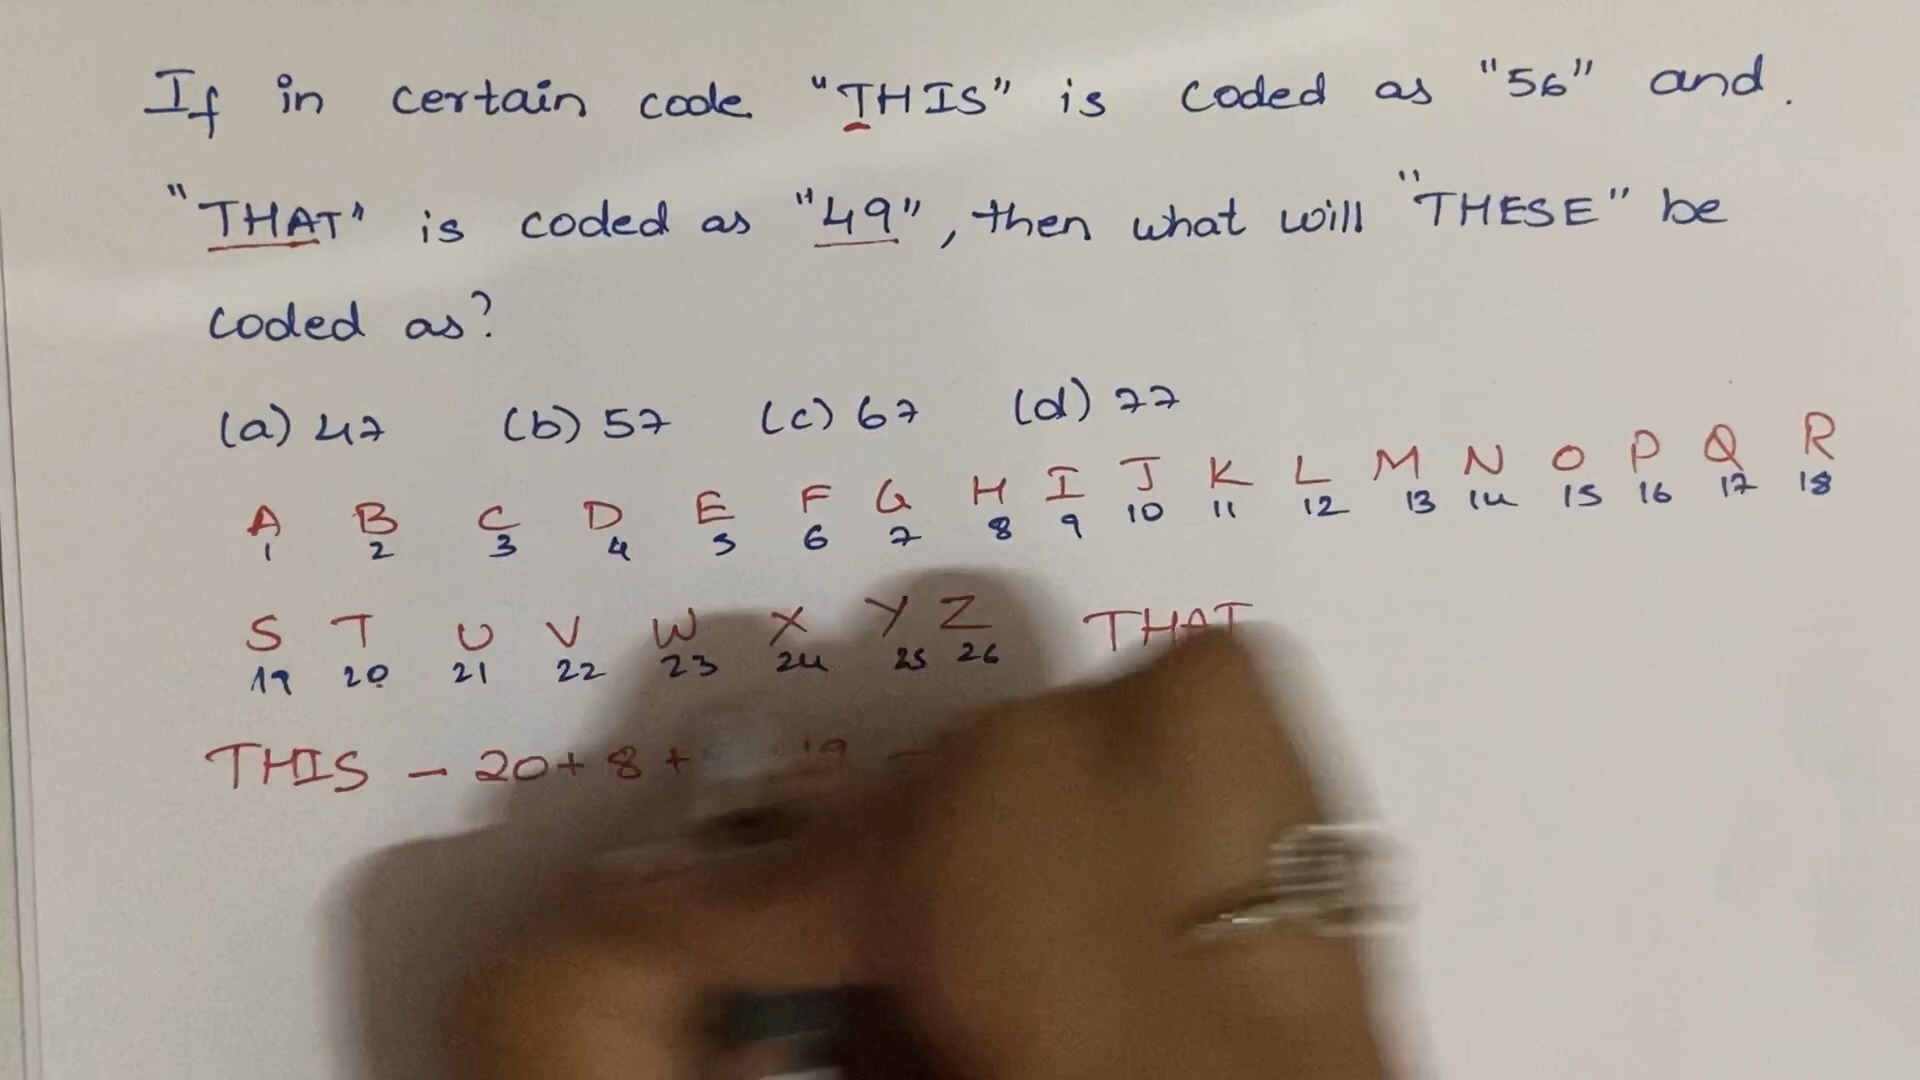 If in certain code "THIS" is coded as "56" and.
"THAT" is coded as "49", then what will "THESE" be
coded as?
(a) 47 (b) 57 (c) 67 (d) 77
A B C D E F G H I J K L M N O P Q R
1 2 3 4 5 6 7 8 9 10 11 12 13 14 15 16 17 18
S T U V W X Y Z THAT
19 20 21 22 23 24 25 26
THIS - 20+ 8 + 19 -